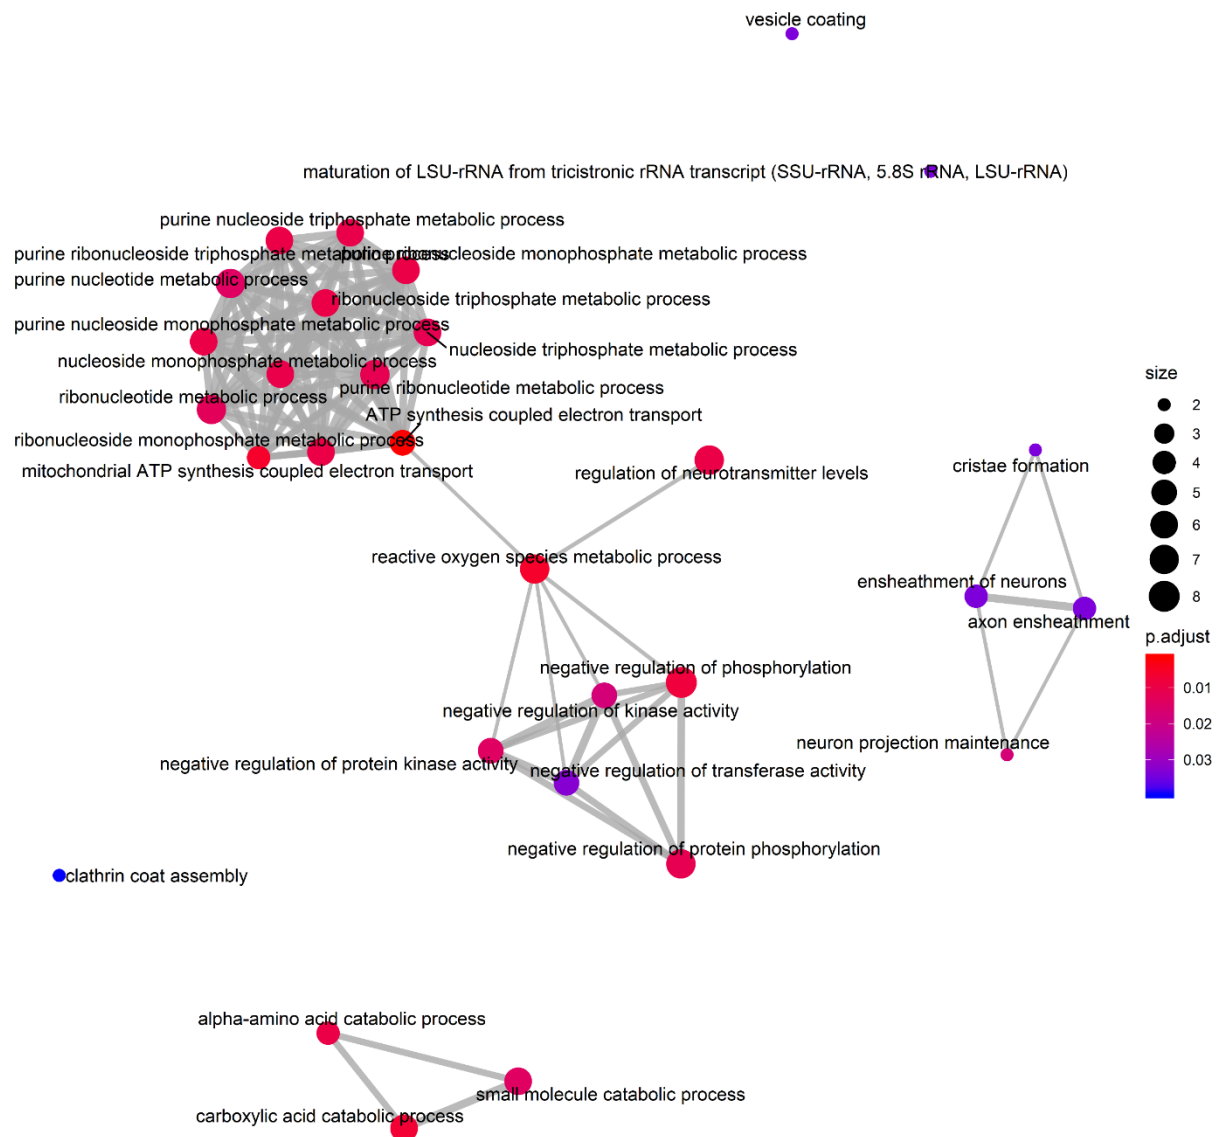 vesicle coating
maturation of LSU-rRNA from tricistronic rRNA transcript (SSU-rRNA, 5.8S rRNA, LSU-rRNA)
purine nucleoside triphosphate metabolic process
purine ribonucleoside triphosphate metabolic process
purine ribonucleoside monophosphate metabolic process
purine nucleotide metabolic process
ribonucleoside triphosphate metabolic process
purine nucleoside monophosphate metabolic process
nucleoside triphosphate metabolic process
nucleoside monophosphate metabolic process
purine ribonucleotide metabolic process
ribonucleotide metabolic process
ATP synthesis coupled electron transport
ribonucleoside monophosphate metabolic process
mitochondrial ATP synthesis coupled electron transport
regulation of neurotransmitter levels
reactive oxygen species metabolic process
cristae formation
ensheathment of neurons
axon ensheathment
negative regulation of phosphorylation
negative regulation of kinase activity
negative regulation of protein kinase activity
negative regulation of transferase activity
neuron projection maintenance
negative regulation of protein phosphorylation
clathrin coat assembly
alpha-amino acid catabolic process
small molecule catabolic process
carboxylic acid catabolic process
size
2
3
4
5
6
7
8
p.adjust
0.01
0.02
0.03